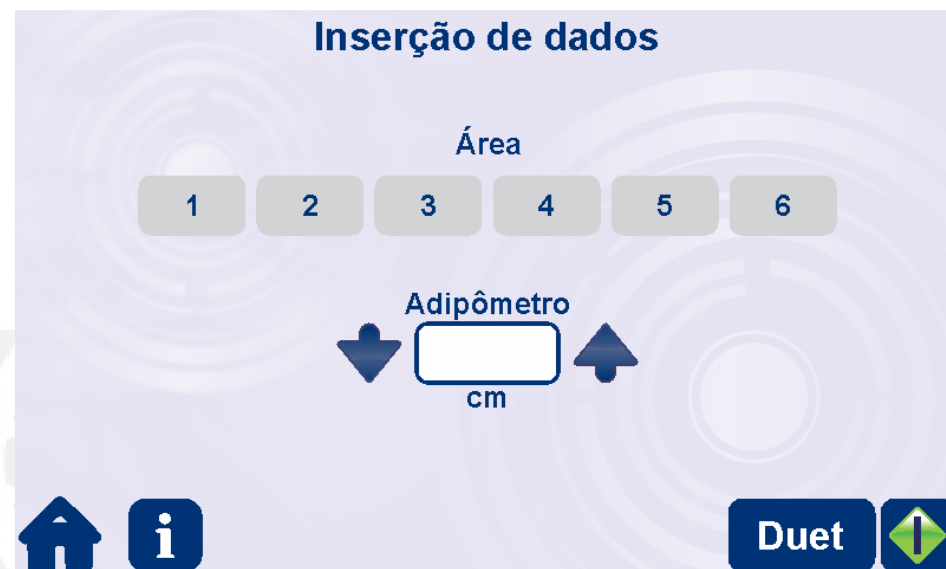 Inserção de dados
Área
1 2 3 4 5 6
Adipômetro
cm
i Duet